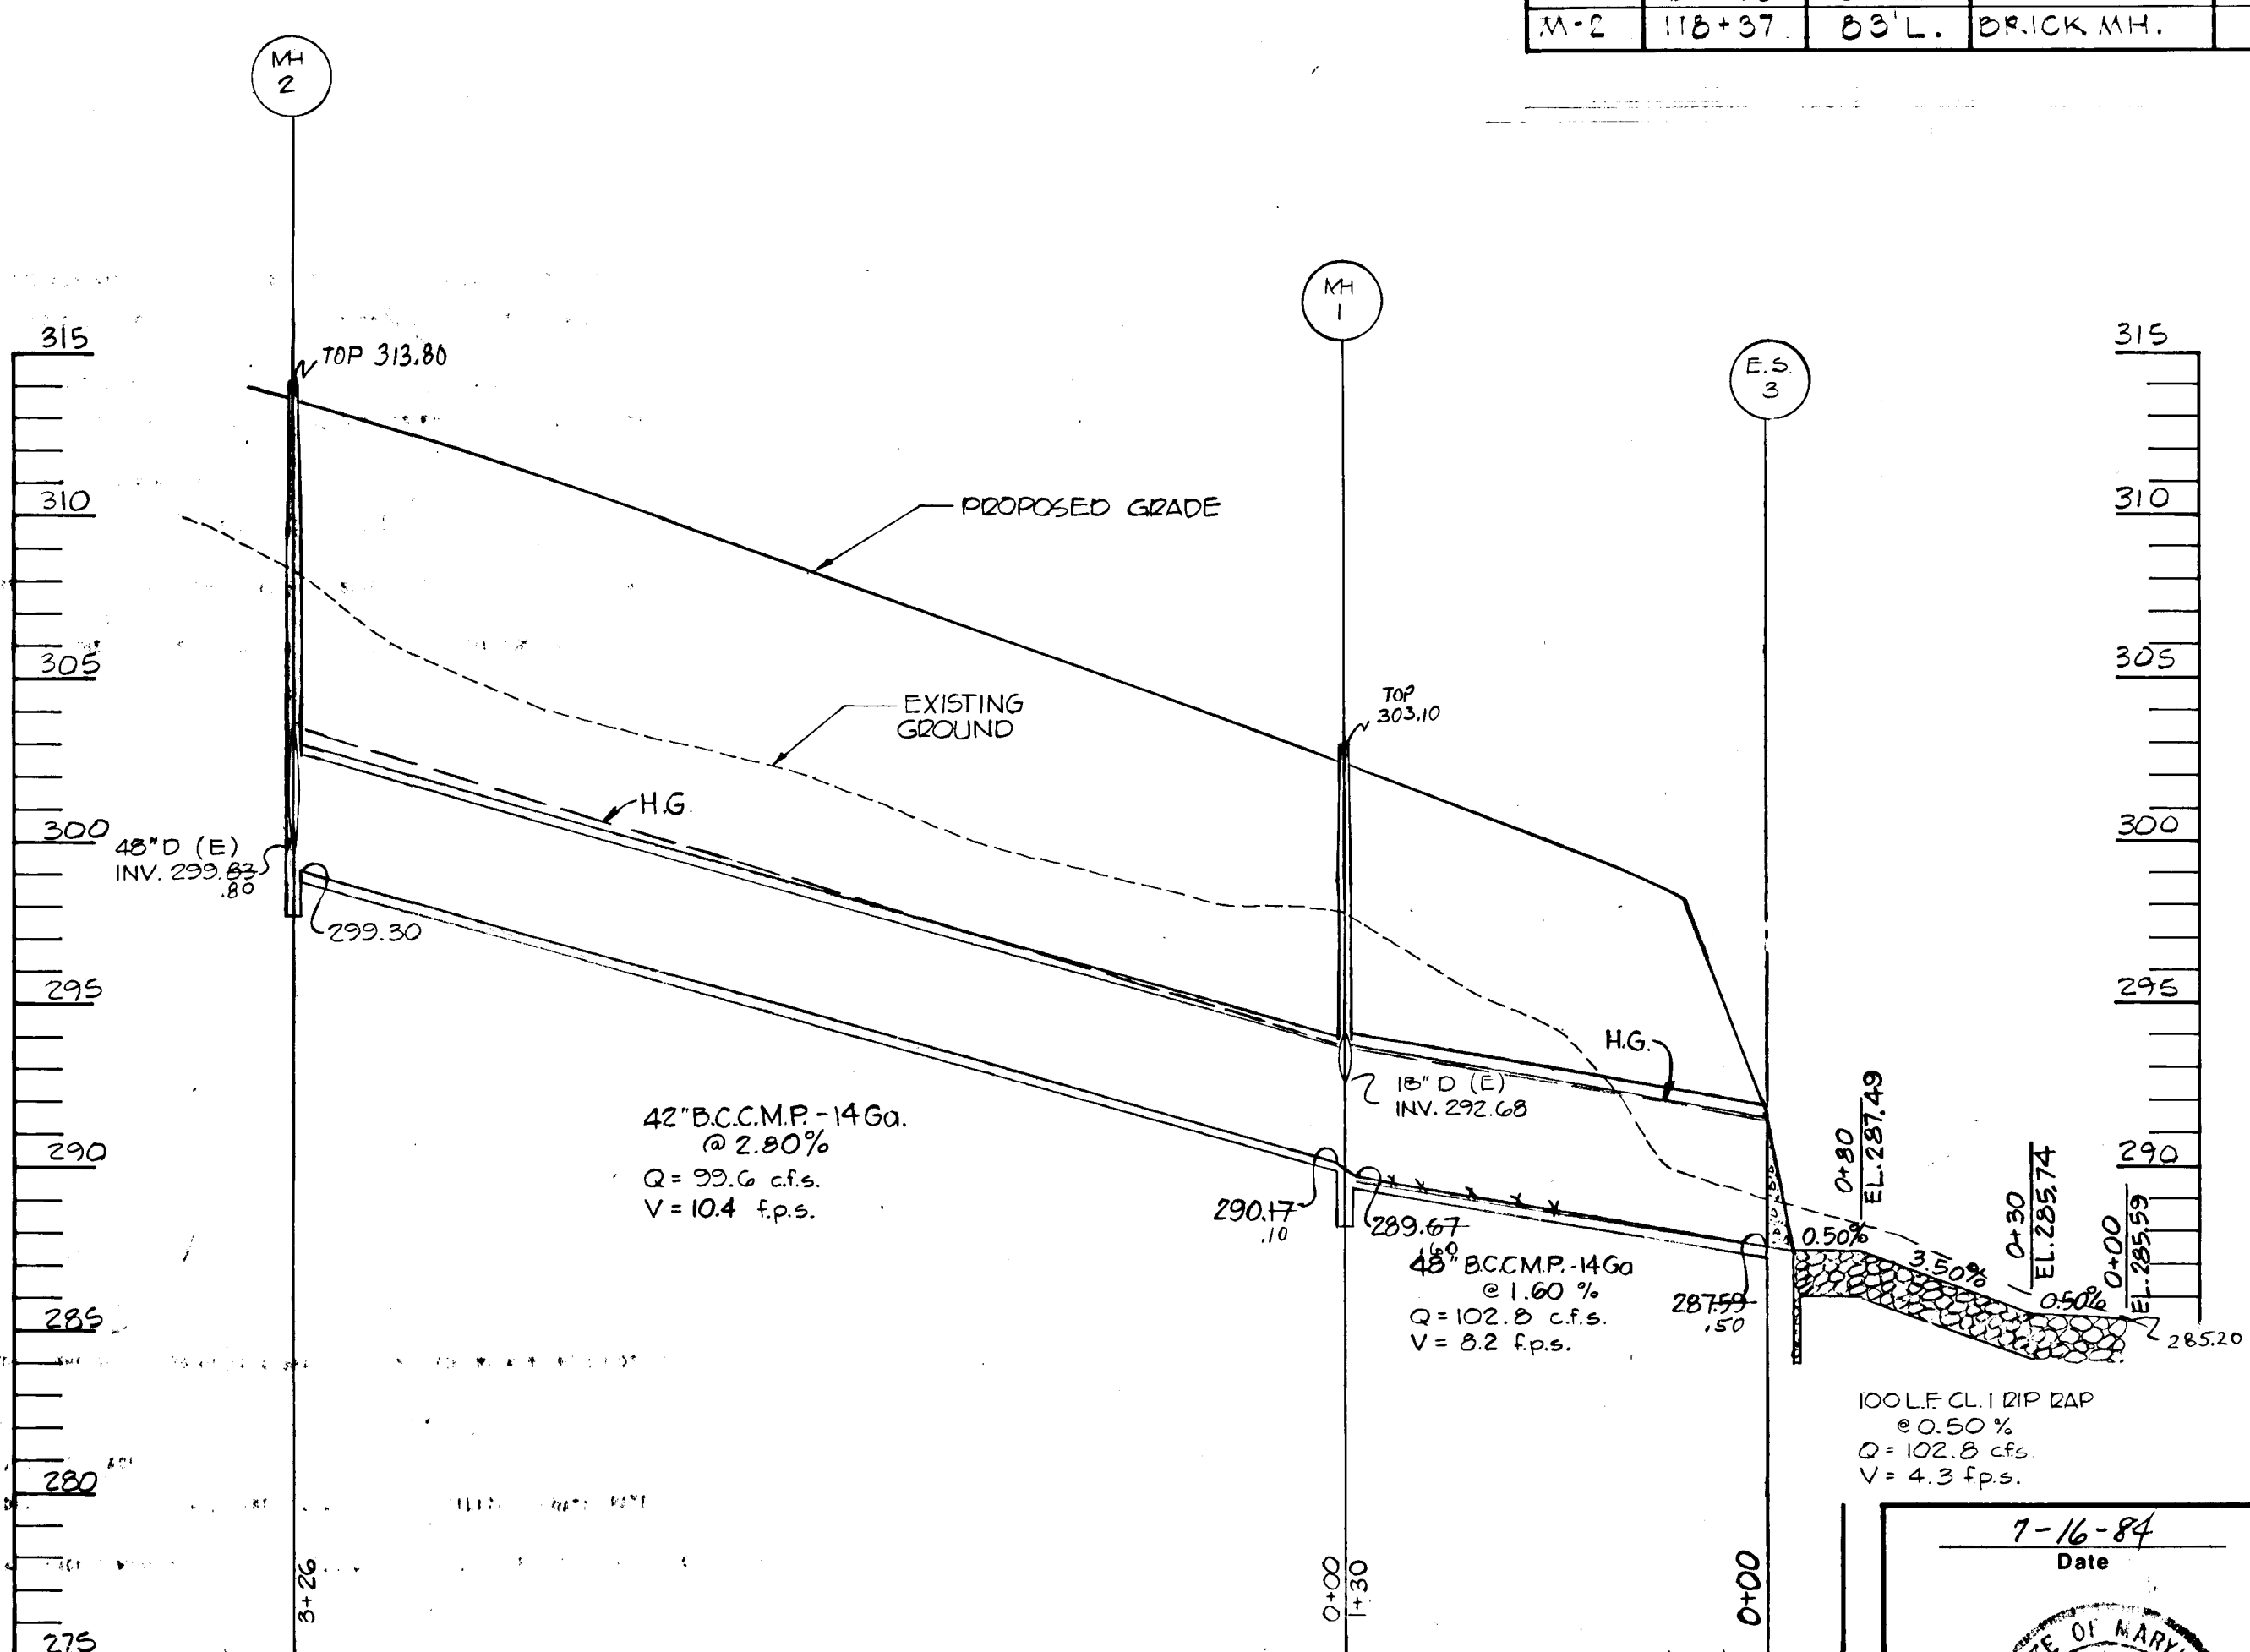 M-2 118+37 83'L. BRICK MH.
MH
2
MH
1
E.S.
3
315
TOP 313.80
315
310
PROPOSED GRADE
310
305
EXISTING
GROUND
305
TOP
303.10
H.G.
300
48"D (E)
INV. 299.83
.80
300
299.30
295
295
H.G.
18"D (E)
INV. 292.68
42"B.C.C.M.P.-14Ga.
@ 2.80%
Q = 99.6 c.f.s.
V = 10.4 f.p.s.
290
290
0+80
EL.287.49
0+30
EL.285.74
0+00
EL.285.59
290.17
.10
289.67
.60
0.50%
3.50%
0.50%
48"B.C.C.M.P.-14Ga
@ 1.60 %
Q = 102.8 c.f.s.
V = 8.2 f.p.s.
287.59
.50
285
285.20
100 L.F. CL. I RIP RAP
@ 0.50 %
Q = 102.8 cfs.
V = 4.3 f.p.s.
280
7-16-84
Date
3+26
0+00
1+30
0+00
275
OF MARY